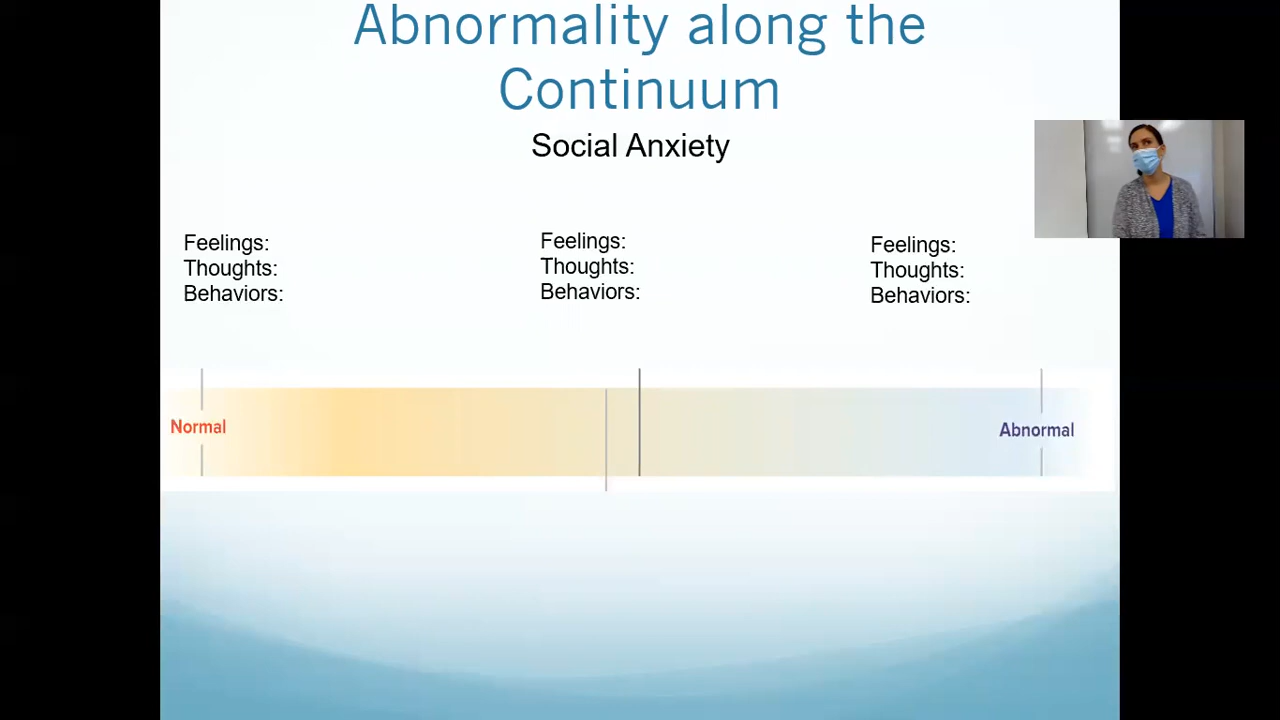 Abnormality along the
Continuum
Social Anxiety
Feelings:
Thoughts:
Behaviors:
Feelings:
Thoughts:
Behaviors:
Feelings:
Thoughts:
Behaviors:
Normal
Abnormal